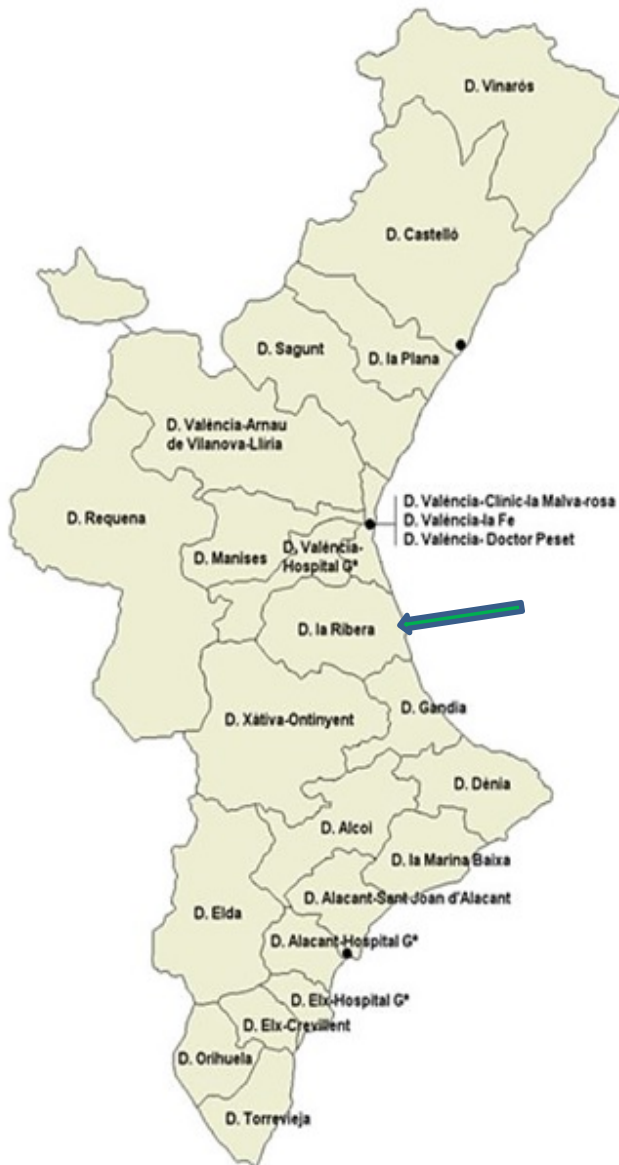 D. Vinaròs
D. Castelló
D. Sagunt
D. la Plana
D. València-Arnau
de Vilanova-Llíria
D. València-Clínic-la Malva-rosa
D. València-la Fe
D. València- Doctor Peset
D. Requena
D. Manises
D. València-
Hospital Gª
D. la Ribera
D. Xàtiva-Ontinyent
D. Gandia
D. Dénia
D. Alcoi
D. la Marina Baixa
D. Alacant-Sant Joan d'Alacant
D. Elda
D. Alacant-Hospital Gª
D. Elx-Hospital Gª
D. Elx-Crevillent
D. Orihuela
D. Torrevieja